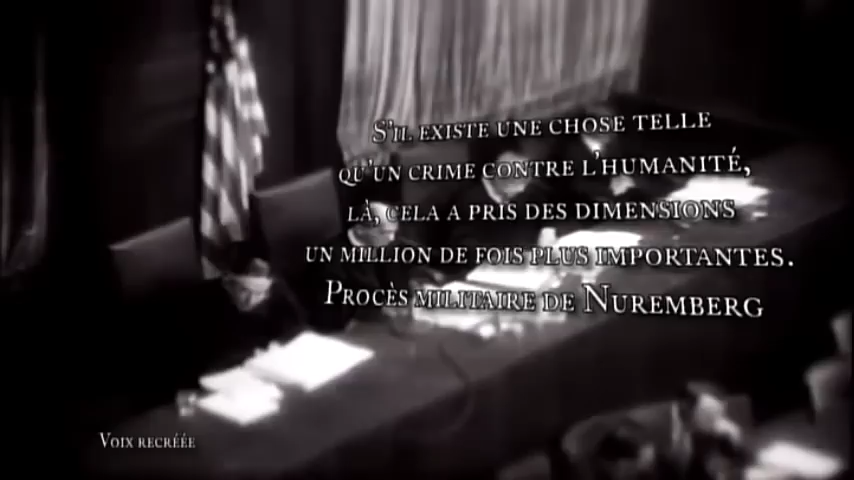 S'il existe une chose telle
qu'un crime contre l'humanité,
là, cela a pris des dimensions
un million de fois plus importantes.
Procès militaire de Nuremberg
Voix recréée